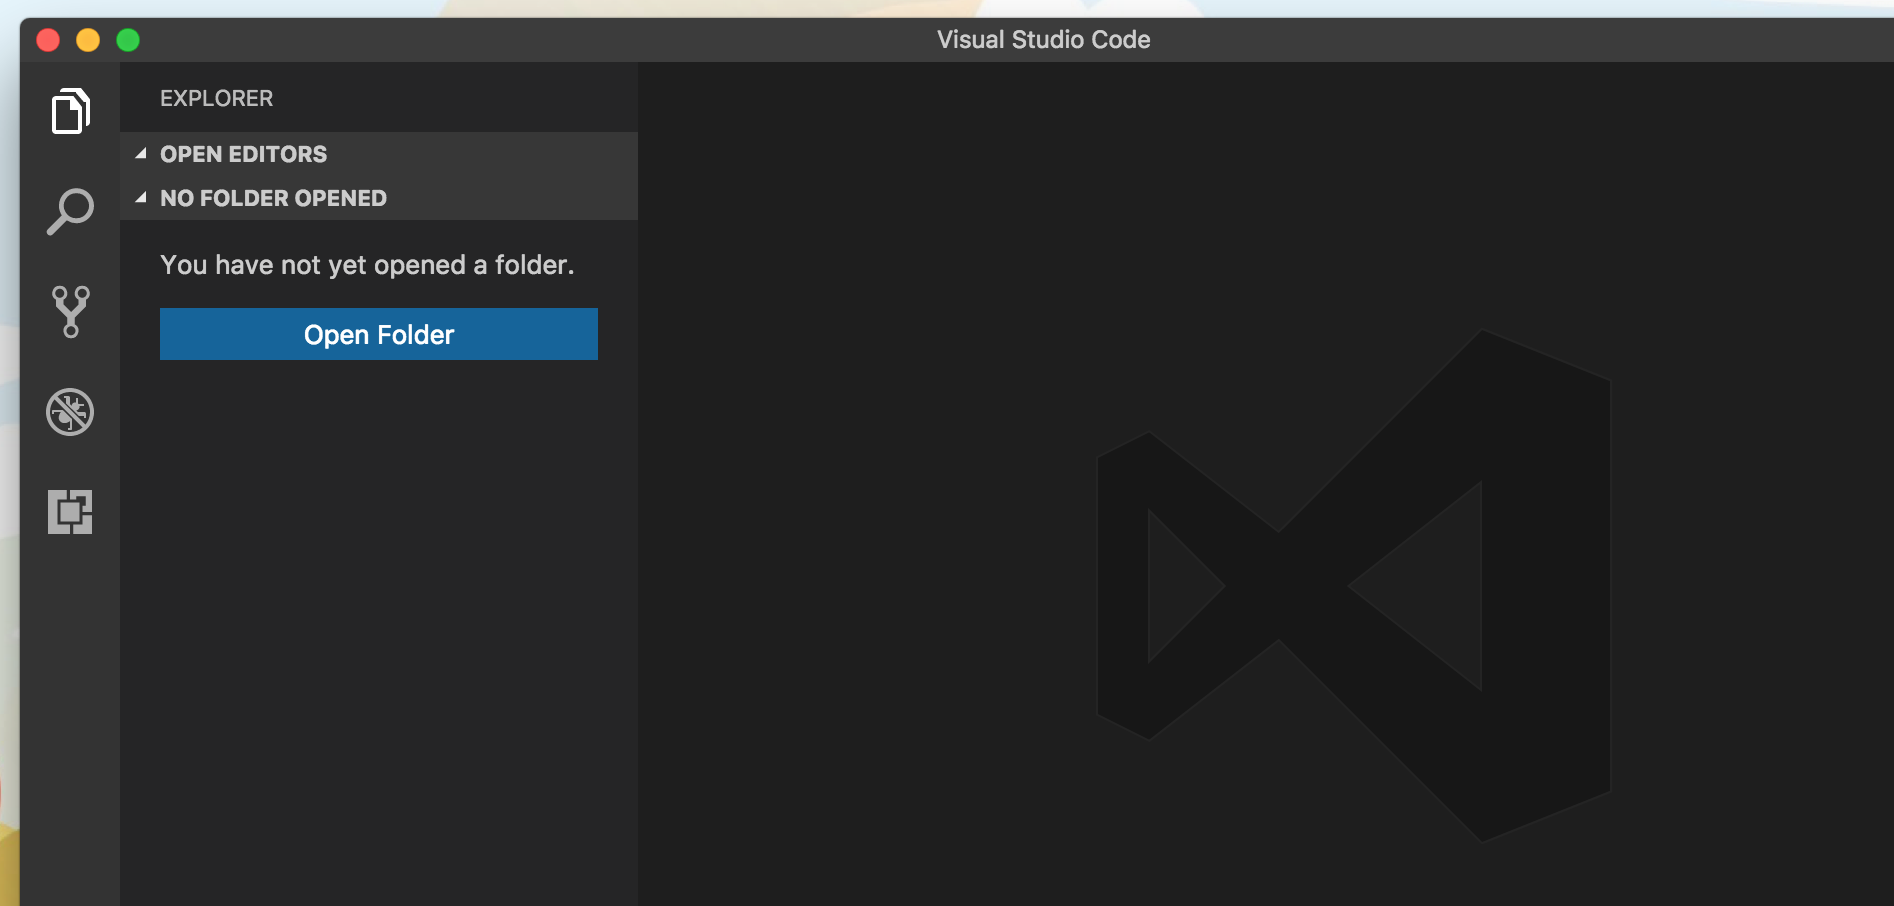 Visual Studio Code
EXPLORER
OPEN EDITORS
NO FOLDER OPENED
You have not yet opened a folder.
Open Folder